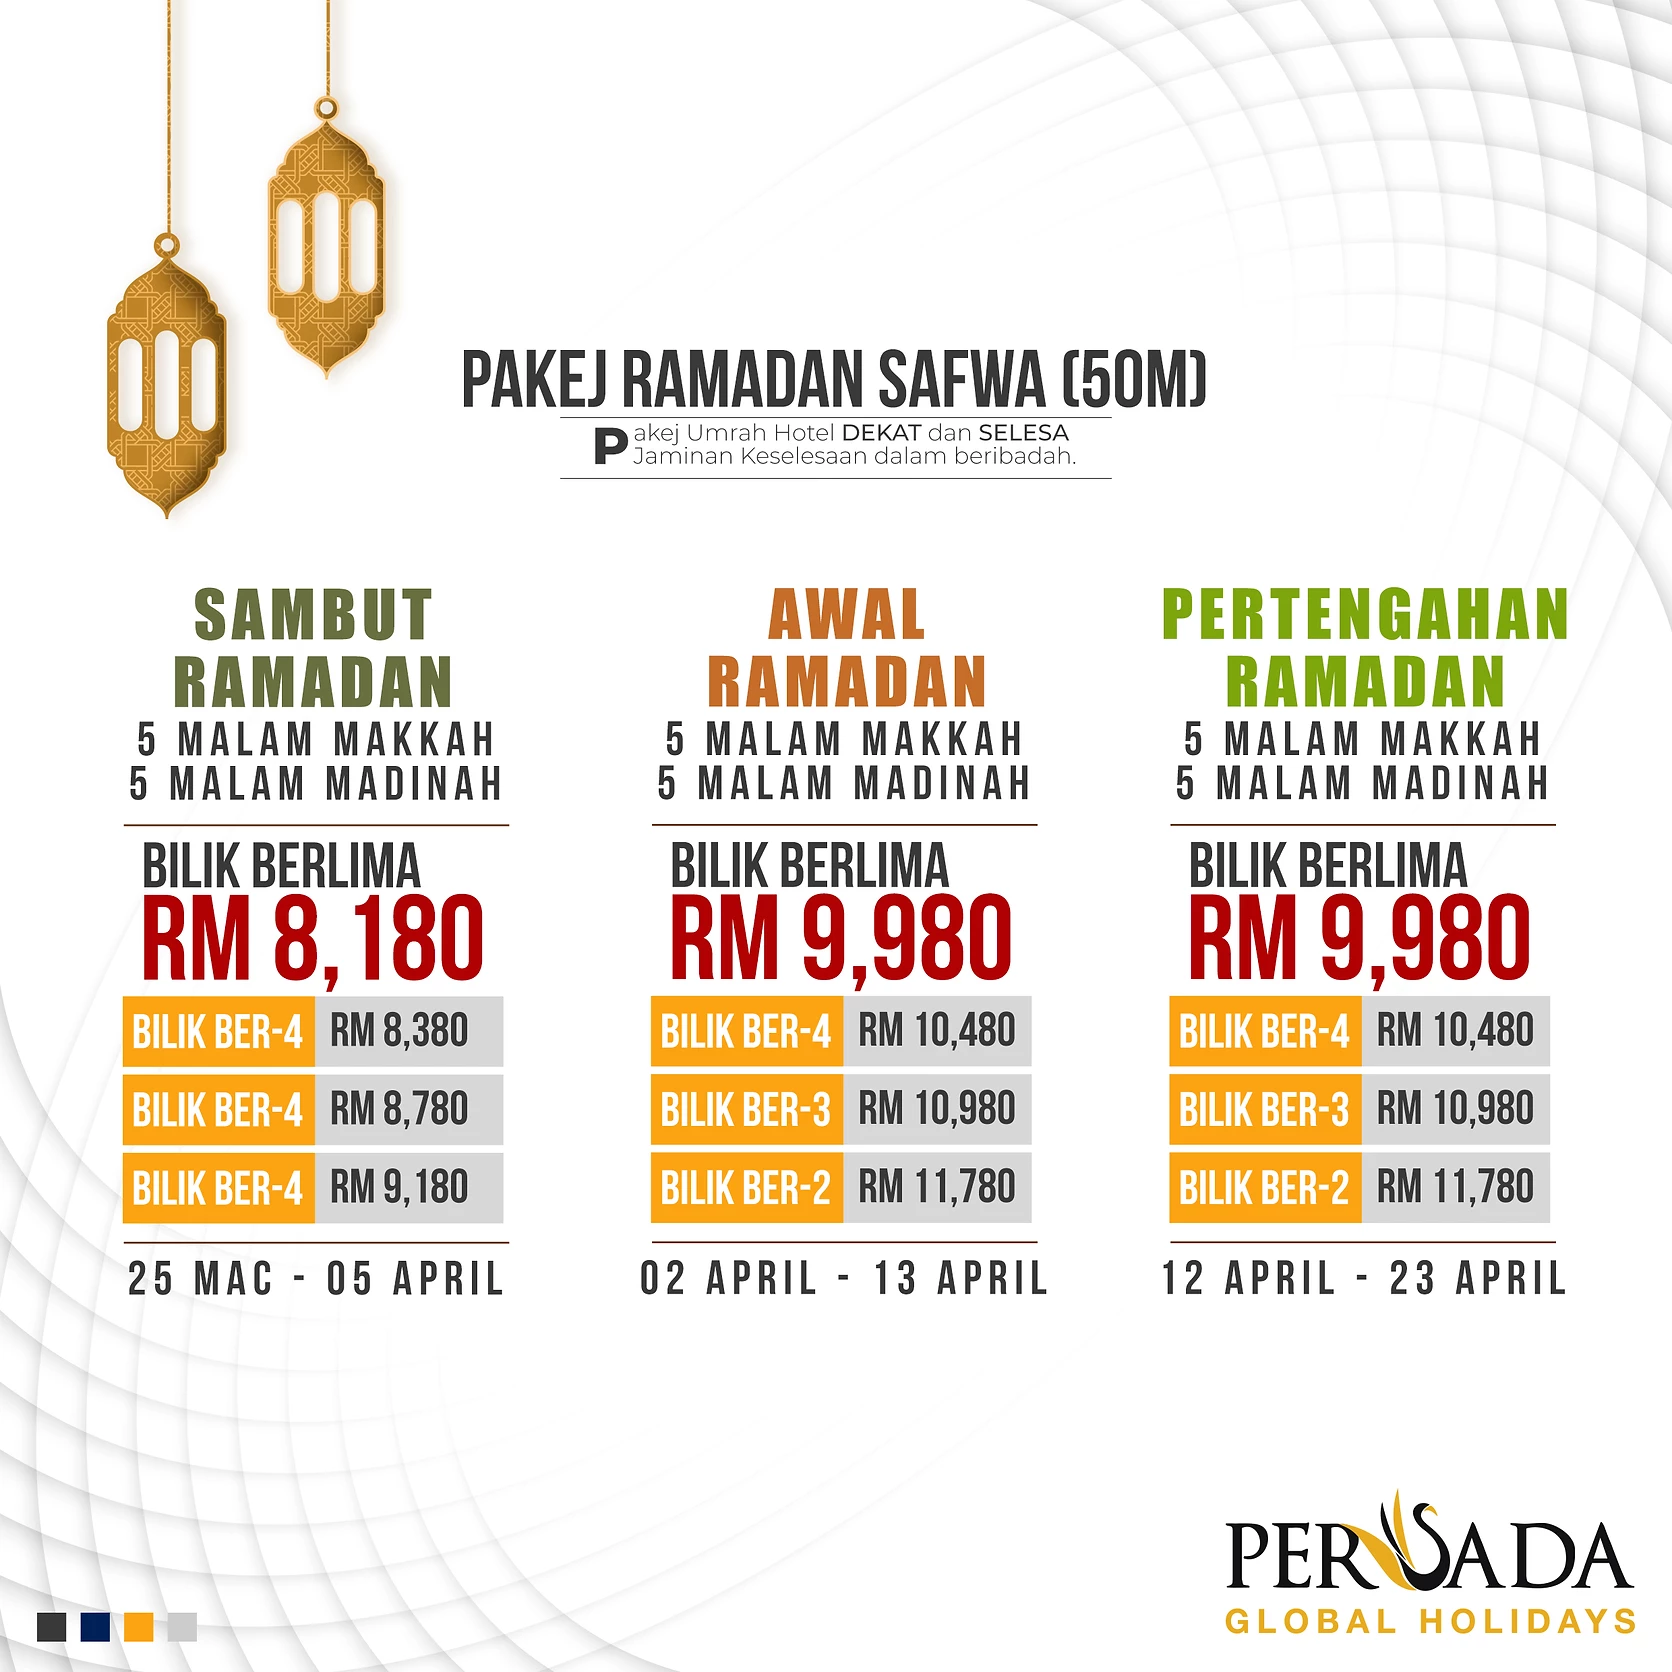 PAKEJ RAMADAN SAFWA (50M)
Pakej Umrah Hotel DEKAT dan SELESA
Jaminan Keselesaan dalam beribadah.
SAMBUT
RAMADAN
5 MALAM MAKKAH
5 MALAM MADINAH
BILIK BERLIMA
RM 8,180
BILIK BER-4 RM 8,380
BILIK BER-4 RM 8,780
BILIK BER-4 RM 9,180
25 MAC - 05 APRIL
AWAL
RAMADAN
5 MALAM MAKKAH
5 MALAM MADINAH
BILIK BERLIMA
RM 9,980
BILIK BER-4 RM 10,480
BILIK BER-3 RM 10,980
BILIK BER-2 RM 11,780
02 APRIL - 13 APRIL
PERTENGAHAN
RAMADAN
5 MALAM MAKKAH
5 MALAM MADINAH
BILIK BERLIMA
RM 9,980
BILIK BER-4 RM 10,480
BILIK BER-3 RM 10,980
BILIK BER-2 RM 11,780
12 APRIL - 23 APRIL
PERSADA
GLOBAL HOLIDAYS